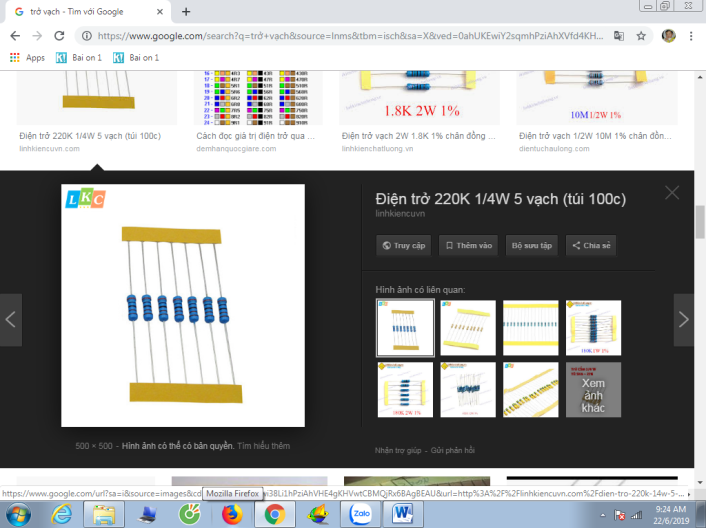 trở vạch - Tìm với Google
https://www.google.com/search?q=trở+vạch&source=lnms&tbm=isch&sa=X&ved=0ahUKEwiY2sqmhPziAhXVfd4KH...
Apps Bai on 1 Bai on 1
1.8K 2W 1%
10M 1/2W 1%
Điện trở 220K 1/4W 5 vạch (túi 100c)
linhkiencuvn.com
Cách đọc giá trị điện trở qua ...
demhanquocgiare.com
Điện trở vạch 2W 1.8K 1% chân đồng ...
linhkienchatluong.vn
Điện trở vạch 1/2W 10M 1% chân đồn...
dientuchaulong.com
LKC
Điện trở 220K 1/4W 5 vạch (túi 100c)
linhkiencuvn
Truy cập
Thêm vào
Bộ sưu tập
Chia sẻ
Hình ảnh có liên quan:
Xem ảnh khác
500 × 500 - Hình ảnh có thể có bản quyền. Tìm hiểu thêm
Nhận trợ giúp - Gửi phản hồi
Mozilla Firefox
Zalo
9:24 AM
22/6/2019